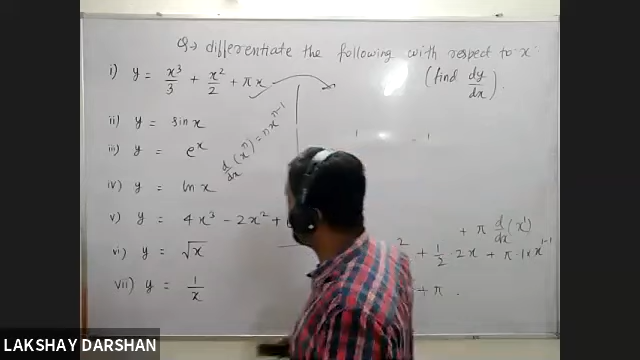 Q→ differentiate the following with respect to x.
(find dy/dx).
i) y = x³/3 + x²/2 + πx
ii) y = sin x
iii) y = eˣ
d/dx (xⁿ) = n xⁿ⁻¹
iv) y = ln x
v) y = 4x³ - 2x² +
+ π d/dx (x¹)
vi) y = √x
2 + 1/2 · 2x + π · 1 × x¹⁻¹
vii) y = 1/x
+ π .
LAKSHAY DARSHAN